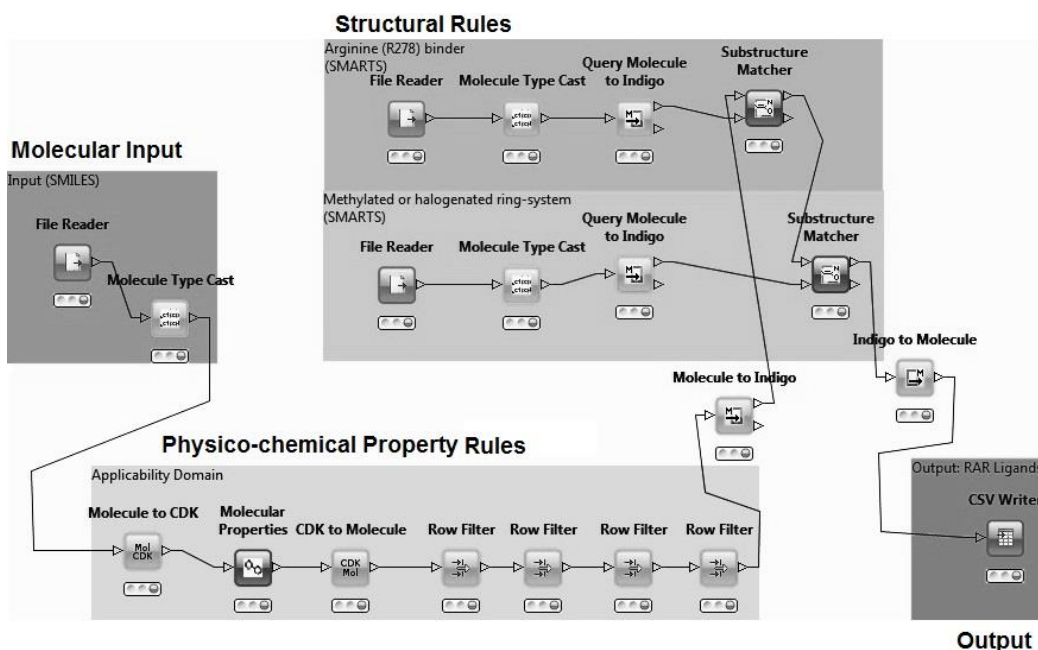 Structural Rules
Arginine (R278) binder
(SMARTS)
File Reader
Molecule Type Cast
Query Molecule
to Indigo
Substructure
Matcher
Methylated or halogenated ring-system
(SMARTS)
File Reader
Molecule Type Cast
Query Molecule
to Indigo
Substructure
Matcher
Molecular Input
Input (SMILES)
File Reader
Molecule Type Cast
Molecule to Indigo
M
Indigo to Molecule
M
Physico-chemical Property Rules
Applicability Domain
Molecule to CDK
Mol
CDK
Molecular
Properties
CDK to Molecule
CDK
Mol
Row Filter
Row Filter
Row Filter
Row Filter
Output: RAR Ligands
CSV Writer
Output